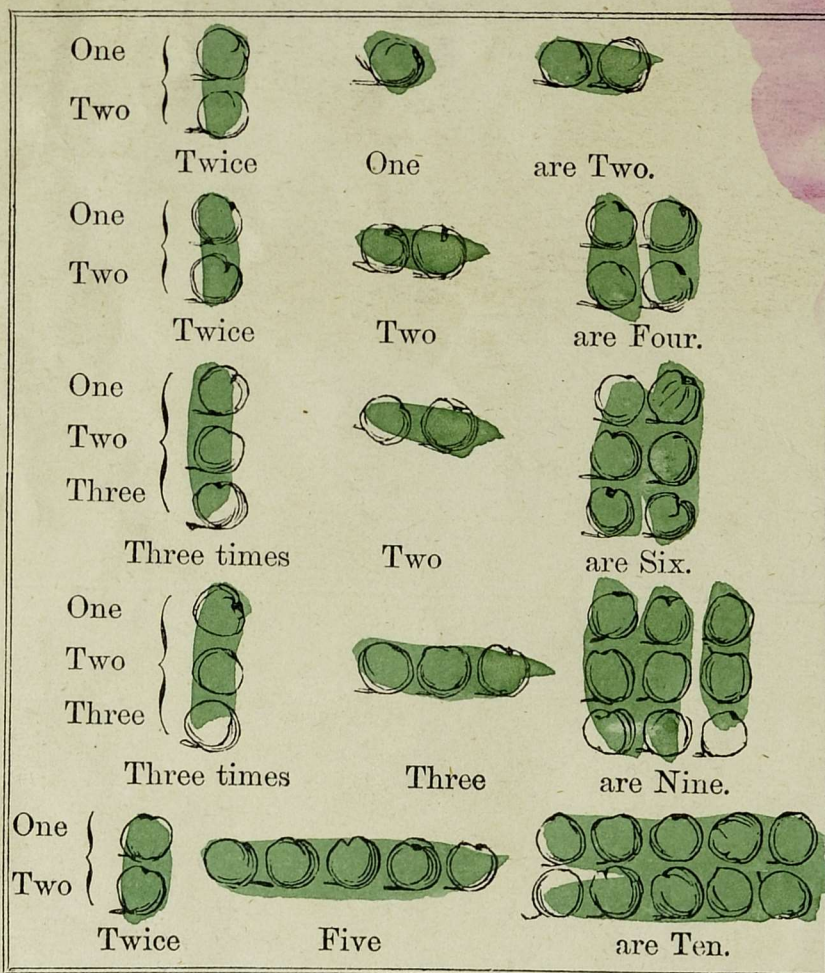 One
Two
Twice One are Two.
One
Two
Twice Two are Four.
One
Two
Three
Three times Two are Six.
One
Two
Three
Three times Three are Nine.
One
Two
Twice Five are Ten.